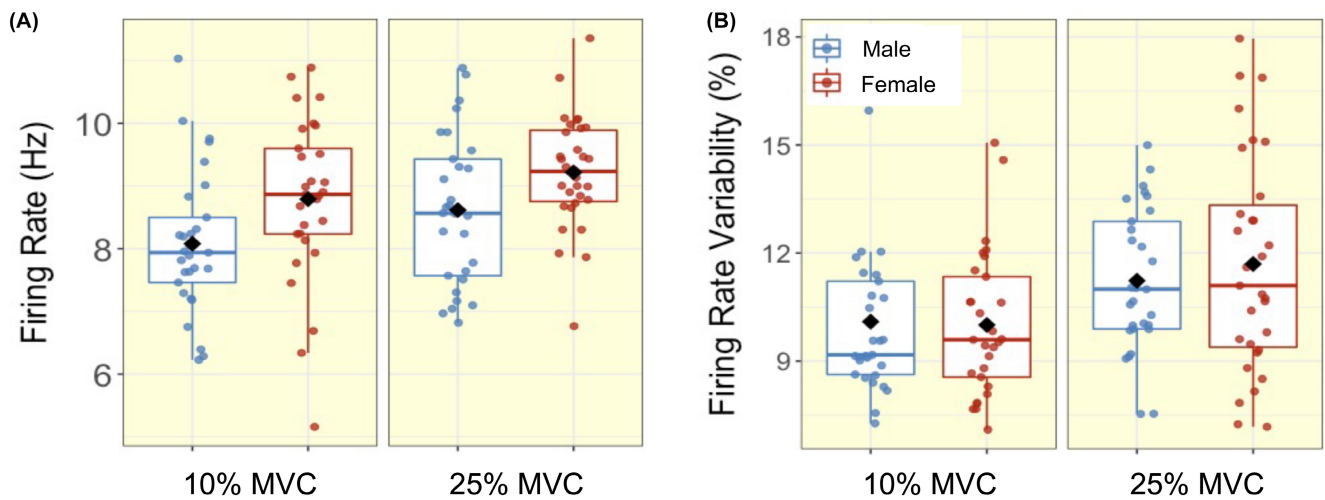 (A)
Firing Rate (Hz)
10
8
6
10% MVC
25% MVC
(B)
Firing Rate Variability (%)
18
15
12
9
Male
Female
10% MVC
25% MVC